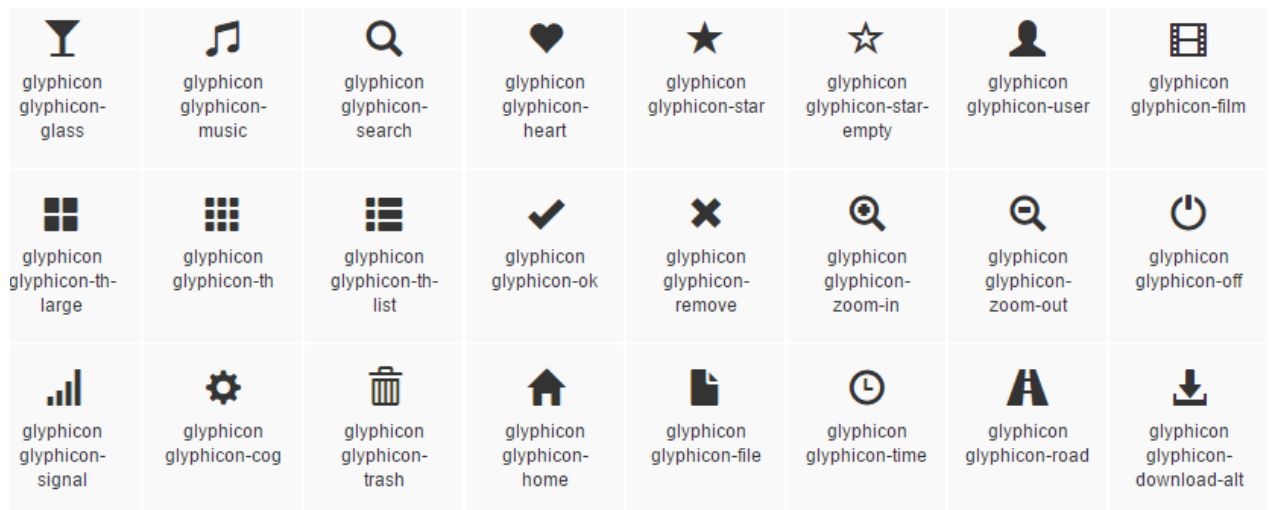 glyphicon
glyphicon-
glass
glyphicon
glyphicon-
music
glyphicon
glyphicon-
search
glyphicon
glyphicon-
heart
glyphicon
glyphicon-star
glyphicon
glyphicon-star-
empty
glyphicon
glyphicon-user
glyphicon
glyphicon-film
glyphicon
glyphicon-th-
large
glyphicon
glyphicon-th
glyphicon
glyphicon-th-
list
glyphicon
glyphicon-ok
glyphicon
glyphicon-
remove
glyphicon
glyphicon-
zoom-in
glyphicon
glyphicon-
zoom-out
glyphicon
glyphicon-off
glyphicon
glyphicon-
signal
glyphicon
glyphicon-cog
glyphicon
glyphicon-
trash
glyphicon
glyphicon-
home
glyphicon
glyphicon-file
glyphicon
glyphicon-time
glyphicon
glyphicon-road
glyphicon
glyphicon-
download-alt